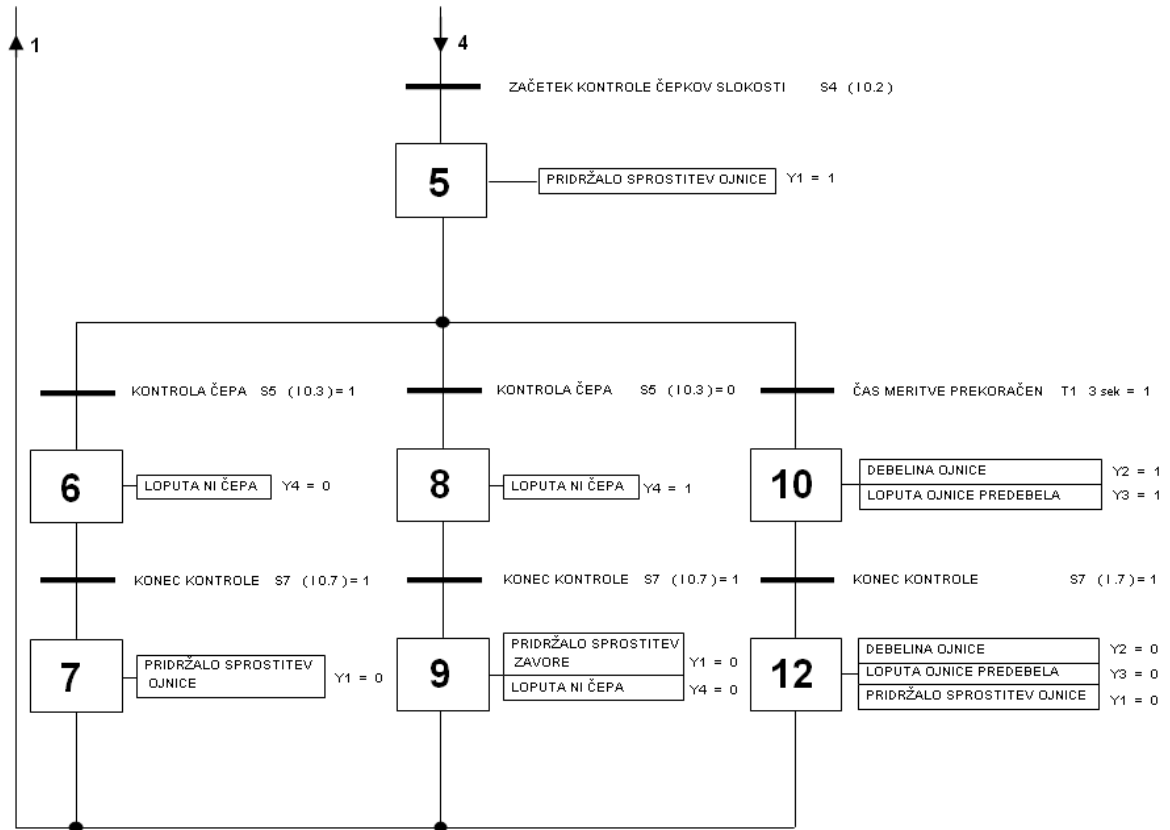 1
4
ZAČETEK KONTROLE ČEPKOV SLOKOSTI S4 (I0.2)
5
PRIDRŽALO SPROSTITEV OJNICE Y1 = 1
KONTROLA ČEPA S5 (I0.3)=1
KONTROLA ČEPA S5 (I0.3)=0
ČAS MERITVE PREKORAČEN T1 3 sek = 1
6
LOPUTA NI ČEPA Y4 = 0
8
LOPUTA NI ČEPA Y4 = 1
10
DEBELINA OJNICE Y2 = 1
LOPUTA OJNICE PREDEBELA Y3 = 1
KONEC KONTROLE S7 (I0.7)=1
KONEC KONTROLE S7 (I0.7)=1
KONEC KONTROLE S7 (I.7)=1
7
PRIDRŽALO SPROSTITEV
OJNICE Y1 = 0
9
PRIDRŽALO SPROSTITEV
ZAVORE Y1 = 0
LOPUTA NI ČEPA Y4 = 0
12
DEBELINA OJNICE Y2 = 0
LOPUTA OJNICE PREDEBELA Y3 = 0
PRIDRŽALO SPROSTITEV OJNICE Y1 = 0